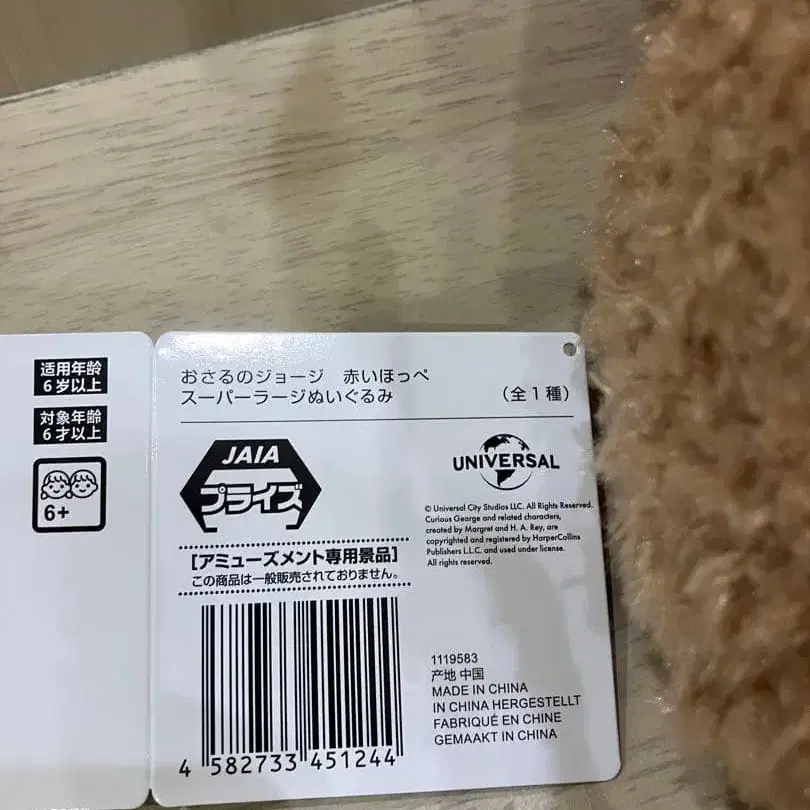 适用年龄
6岁以上
対象年齢
6才以上
6+
おさるのジョージ 赤いほっぺ
スーパーラージぬいぐるみ (全1種)
JAIA
プライズ
[アミューズメント専用景品]
この商品は一般販売されておりません。
4 582733 451244
UNIVERSAL
© Universal City Studios LLC. All Rights Reserved.
Curious George and related characters,
created by Margret and H. A. Rey, are
copyrighted and registered by HarperCollins
Publishers L.L.C. and used under license.
All rights reserved.
1119583
产地 中国
MADE IN CHINA
IN CHINA HERGESTELLT
FABRIQUÉ EN CHINE
GEMAAKT IN CHINA